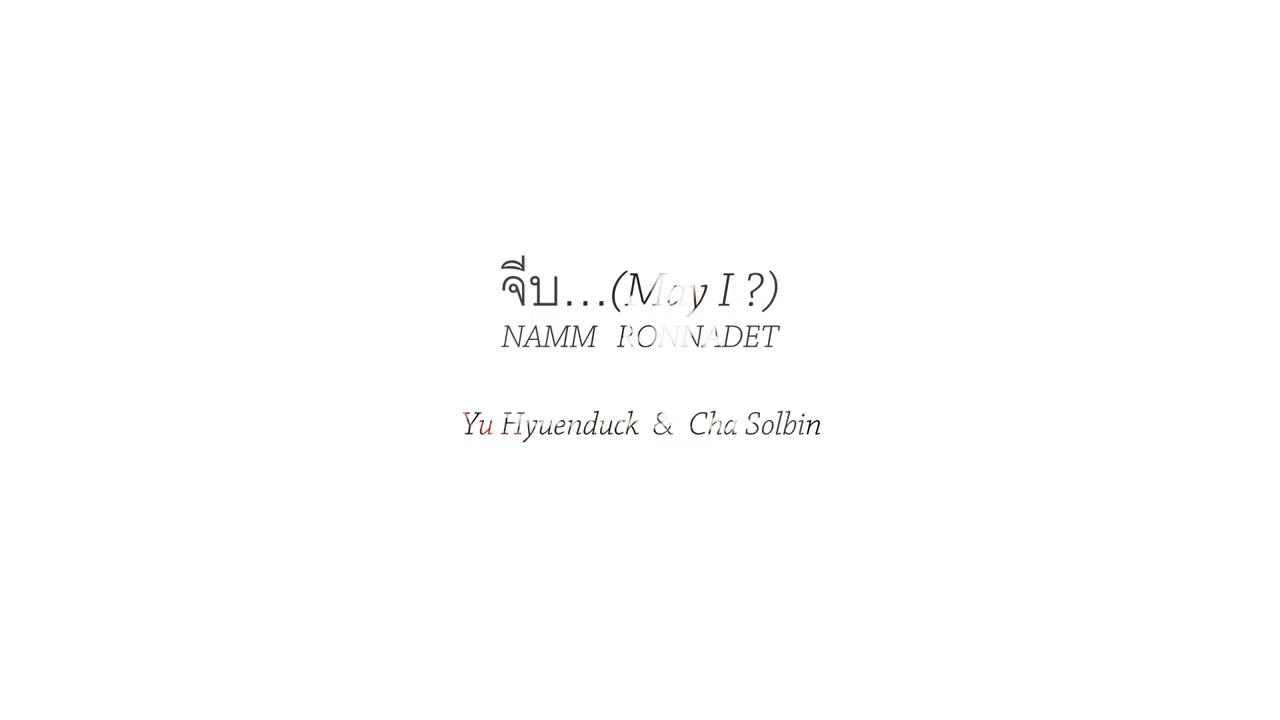 จีบ...(May I ?)
NAMM RONNADET
Yu Hyuenduck & Cha Solbin